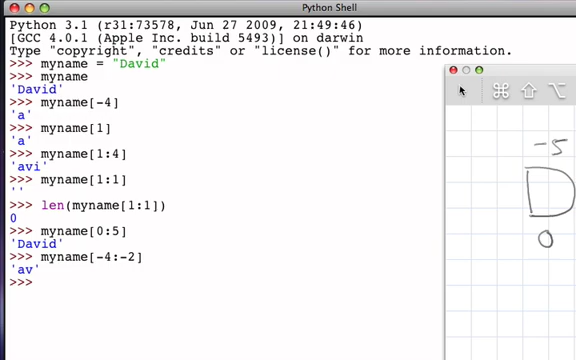 Python Shell
Python 3.1 (r31:73578, Jun 27 2009, 21:49:46)
[GCC 4.0.1 (Apple Inc. build 5493)] on darwin
Type "copyright", "credits" or "license()" for more information.
>>> myname = "David"
>>> myname
'David'
>>> myname[-4]
'a'
>>> myname[1]
'a'
>>> myname[1:4]
'avi'
>>> myname[1:1]
''
>>> len(myname[1:1])
0
>>> myname[0:5]
'David'
>>> myname[-4:-2]
'av'
>>>
-5
D
0